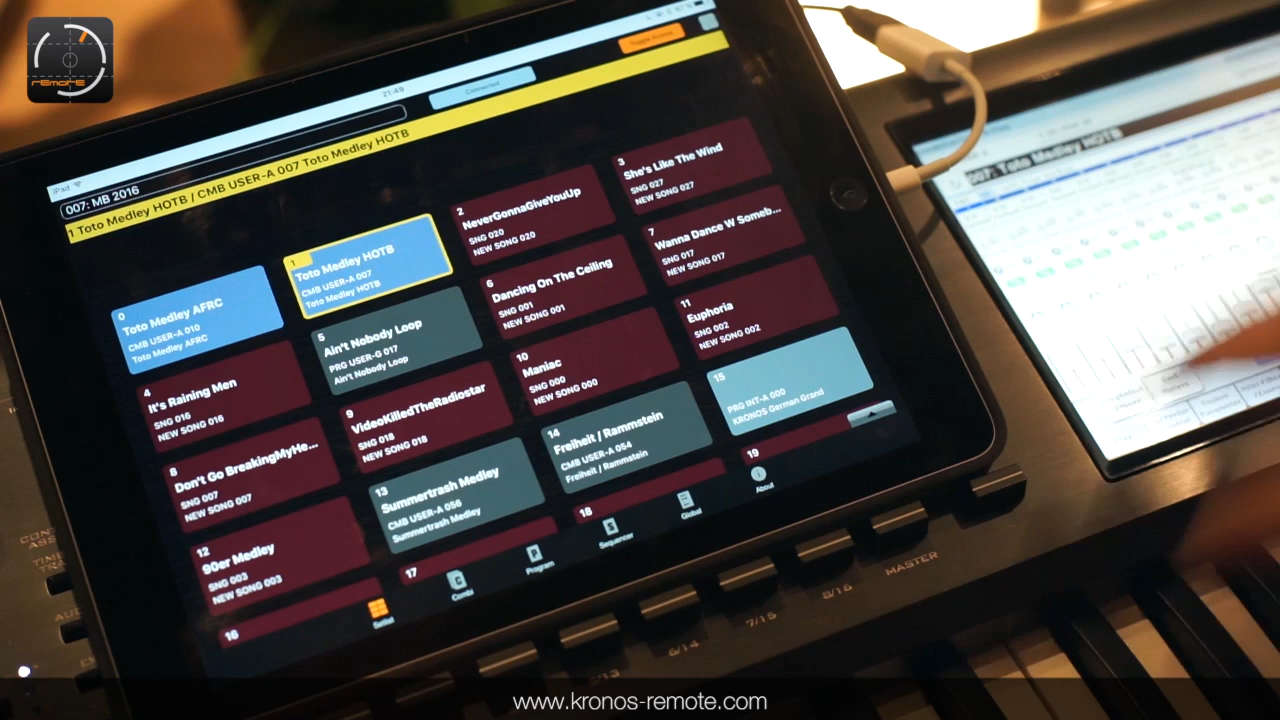 rEmotE
iPad
21:49
Connected
Toggle Kronos
007: MB 2016
1 Toto Medley HOTB / CMB USER-A 007 Toto Medley HOTB
0
Toto Medley AFRC
CMB USER-A 010
Toto Medley AFRC
1
Toto Medley HOTB
CMB USER-A 007
Toto Medley HOTB
2
NeverGonnaGiveYouUp
SNG 020
NEW SONG 020
3
She's Like The Wind
SNG 027
NEW SONG 027
4
It's Raining Men
SNG 016
NEW SONG 016
5
Ain't Nobody Loop
PRG USER-G 017
Ain't Nobody Loop
6
Dancing On The Ceiling
SNG 001
NEW SONG 001
7
Wanna Dance W Someb...
SNG 017
NEW SONG 017
8
Don't Go BreakingMyHe...
SNG 007
NEW SONG 007
9
VideoKilledTheRadiostar
SNG 018
NEW SONG 018
10
Maniac
SNG 000
NEW SONG 000
11
Euphoria
SNG 002
NEW SONG 002
12
90er Medley
SNG 003
NEW SONG 003
13
Summertrash Medley
CMB USER-A 056
Summertrash Medley
14
Freiheit / Rammstein
CMB USER-A 054
Freiheit / Rammstein
15
PRG INT-A 000
KRONOS German Grand
16
17
18
19
Setlist
Combi
Program
Sequencer
Global
About
007: Toto Medley HOTB
6/14
7/15
8/16
MASTER
www.kronos-remote.com